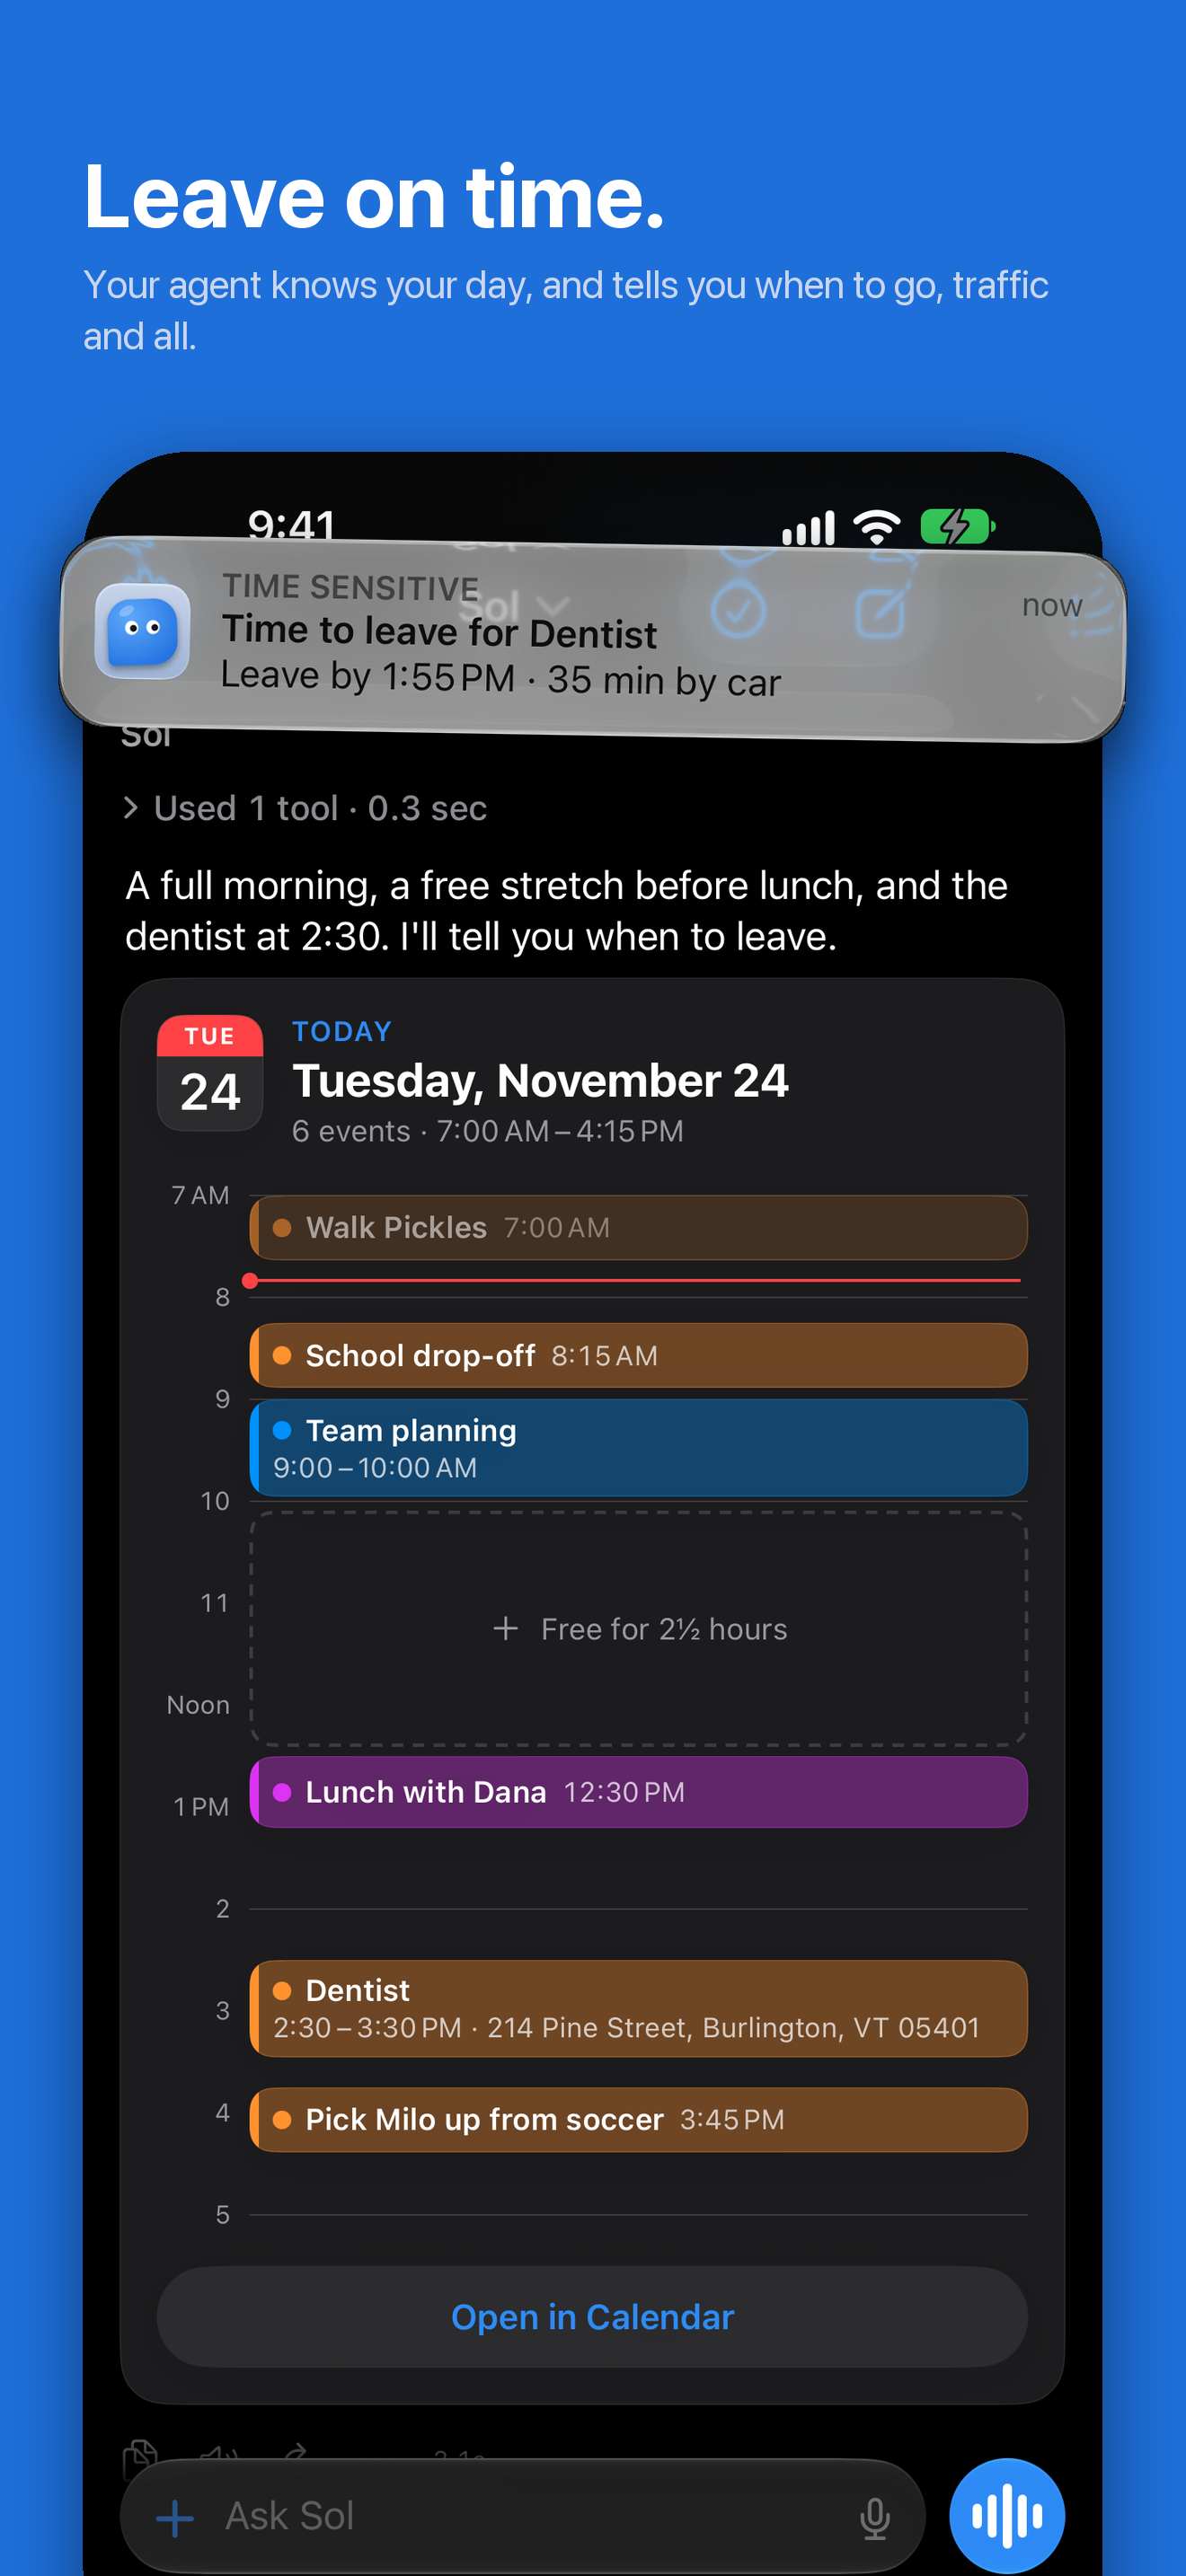 Leave on time.
Your agent knows your day, and tells you when to go, traffic
and all.
9:41
TIME SENSITIVE
now
Sol
Time to leave for Dentist
Leave by 1:55 PM · 35 min by car
Sol
Used 1 tool · 0.3 sec
A full morning, a free stretch before lunch, and the
dentist at 2:30. I'll tell you when to leave.
TUE
24
TODAY
Tuesday, November 24
6 events · 7:00 AM – 4:15 PM
7 AM
Walk Pickles 7:00 AM
8
School drop-off 8:15 AM
9
Team planning
9:00 – 10:00 AM
10
11
+ Free for 2½ hours
Noon
Lunch with Dana 12:30 PM
1 PM
2
Dentist
3
2:30 – 3:30 PM · 214 Pine Street, Burlington, VT 05401
4
Pick Milo up from soccer 3:45 PM
5
Open in Calendar
Ask Sol